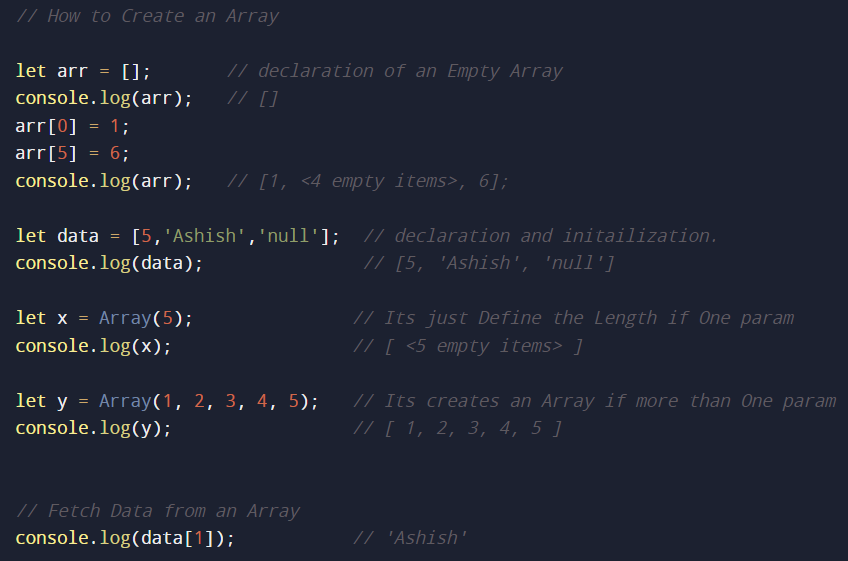 // How to Create an Array
let arr = [];       // declaration of an Empty Array
console.log(arr);   // []
arr[0] = 1;
arr[5] = 6;
console.log(arr);   // [1, <4 empty items>, 6];
let data = [5,'Ashish','null'];  // declaration and initailization.
console.log(data);               // [5, 'Ashish', 'null']
let x = Array(5);               // Its just Define the Length if One param
console.log(x);                 // [ <5 empty items> ]
let y = Array(1, 2, 3, 4, 5);   // Its creates an Array if more than One param
console.log(y);                 // [ 1, 2, 3, 4, 5 ]
// Fetch Data from an Array
console.log(data[1]);           // 'Ashish'